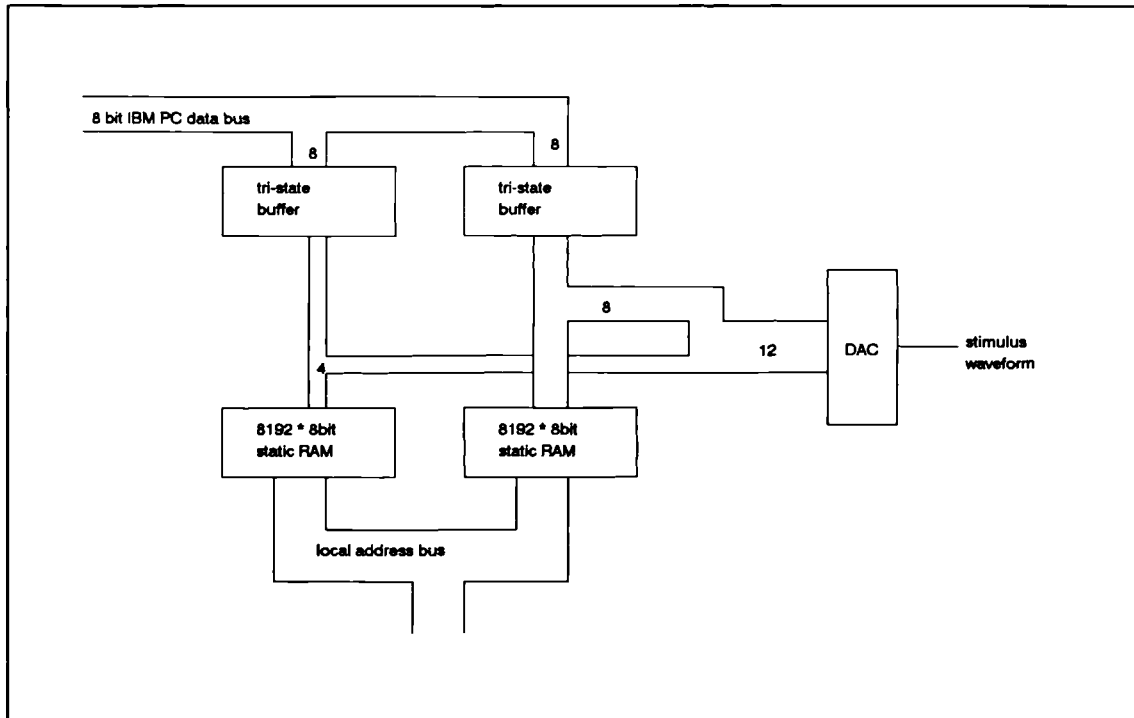 8 bit IBM PC data bus
8
8
tri-state
buffer
tri-state
buffer
8
12
DAC
stimulus
waveform
4
8192 * 8bit
static RAM
8192 * 8bit
static RAM
local address bus